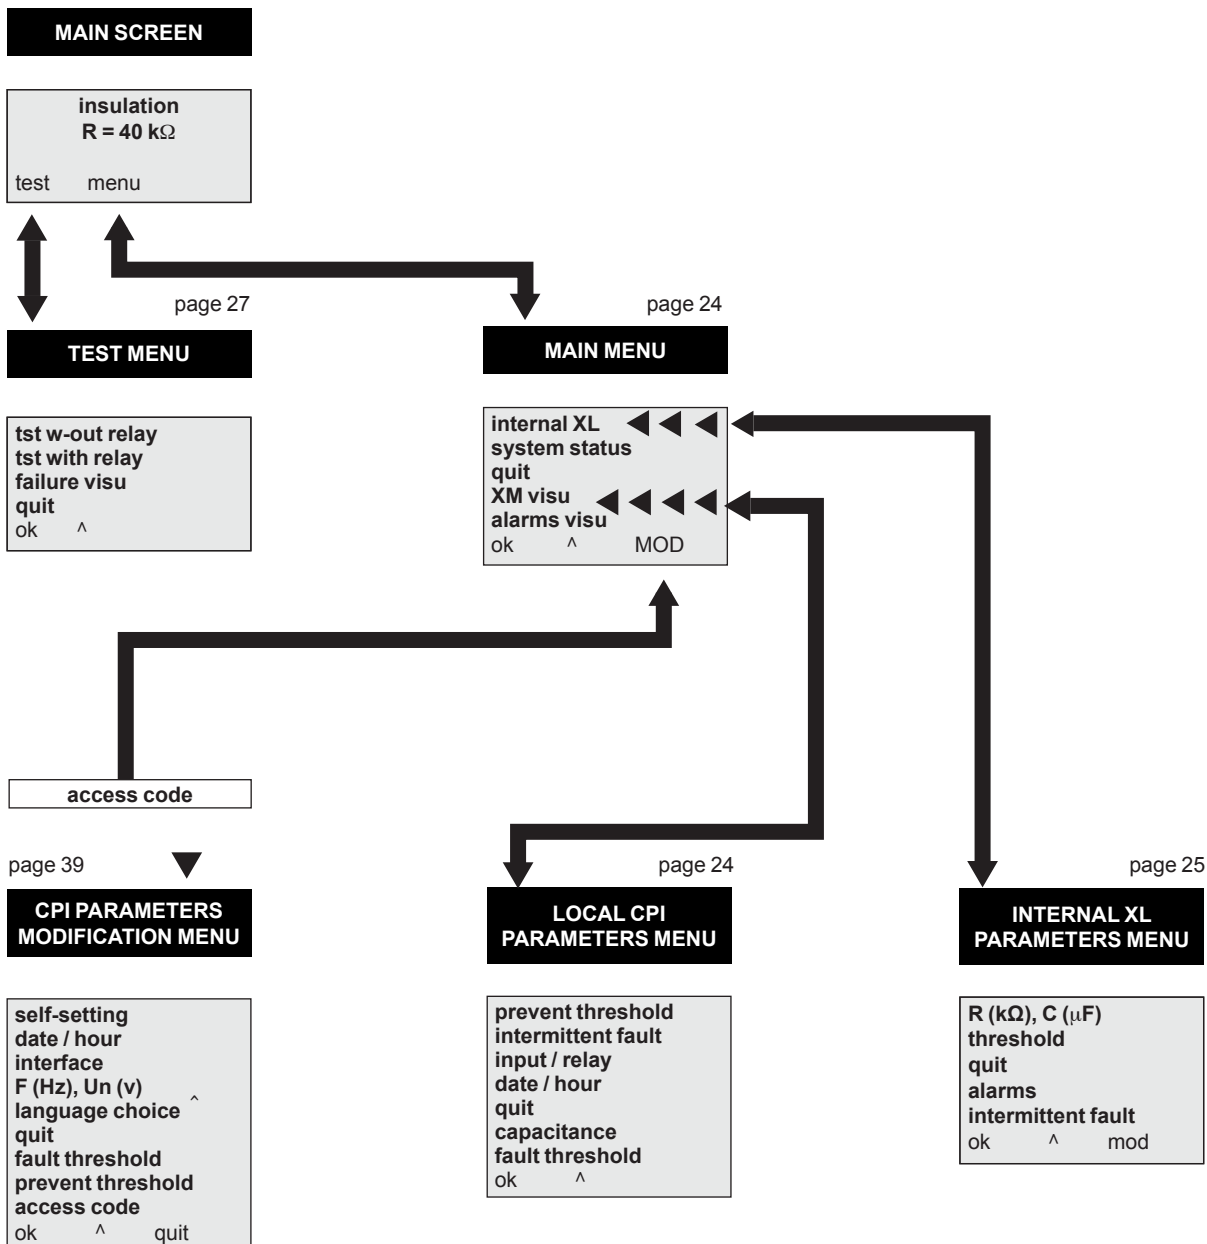 MAIN SCREEN
insulation
R = 40 kΩ
test menu
page 27
TEST MENU
tst w-out relay
tst with relay
failure visu
quit
ok ^
page 24
MAIN MENU
internal XL
system status
quit
XM visu
alarms visu
ok ^ MOD
access code
page 39
CPI PARAMETERS
MODIFICATION MENU
self-setting
date / hour
interface
F (Hz), Un (v)
language choice ^
quit
fault threshold
prevent threshold
access code
ok ^ quit
page 24
LOCAL CPI
PARAMETERS MENU
prevent threshold
intermittent fault
input / relay
date / hour
quit
capacitance
fault threshold
ok ^
page 25
INTERNAL XL
PARAMETERS MENU
R (kΩ), C (μF)
threshold
quit
alarms
intermittent fault
ok ^ mod